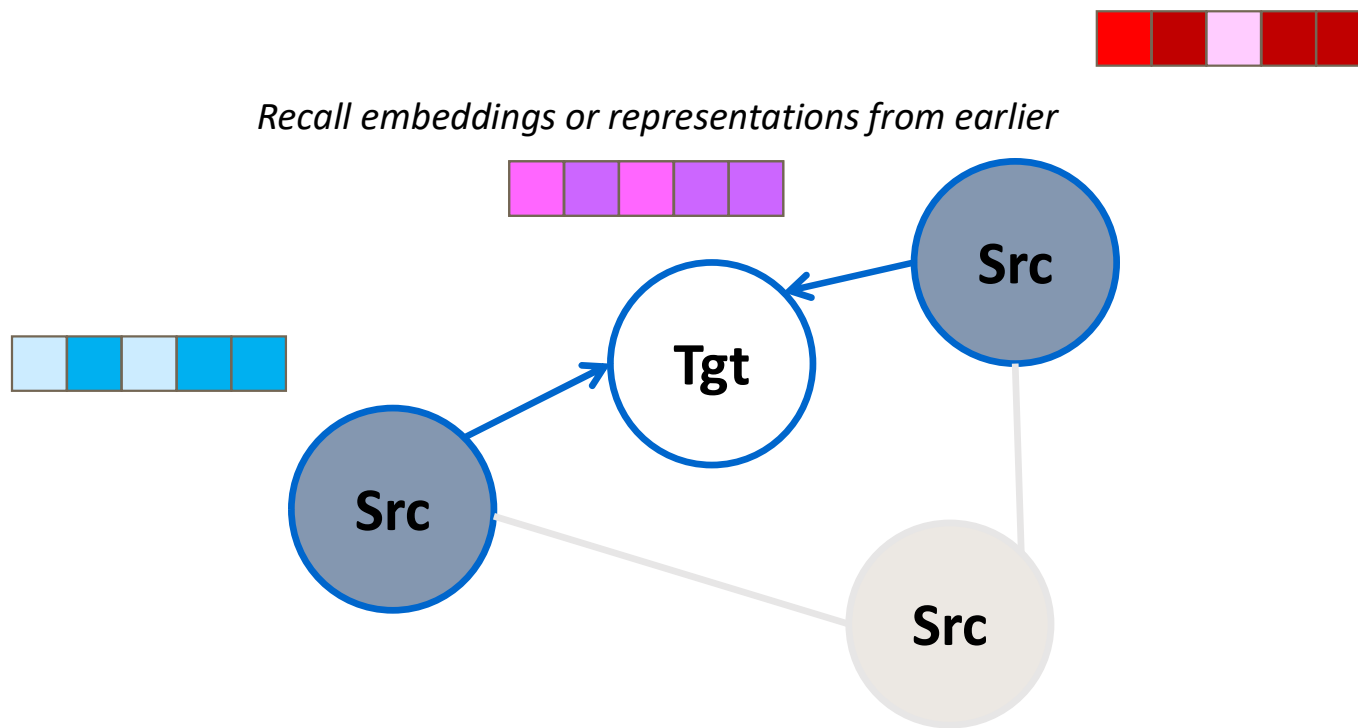 Recall embeddings or representations from earlier
Src
Tgt
Src
Src